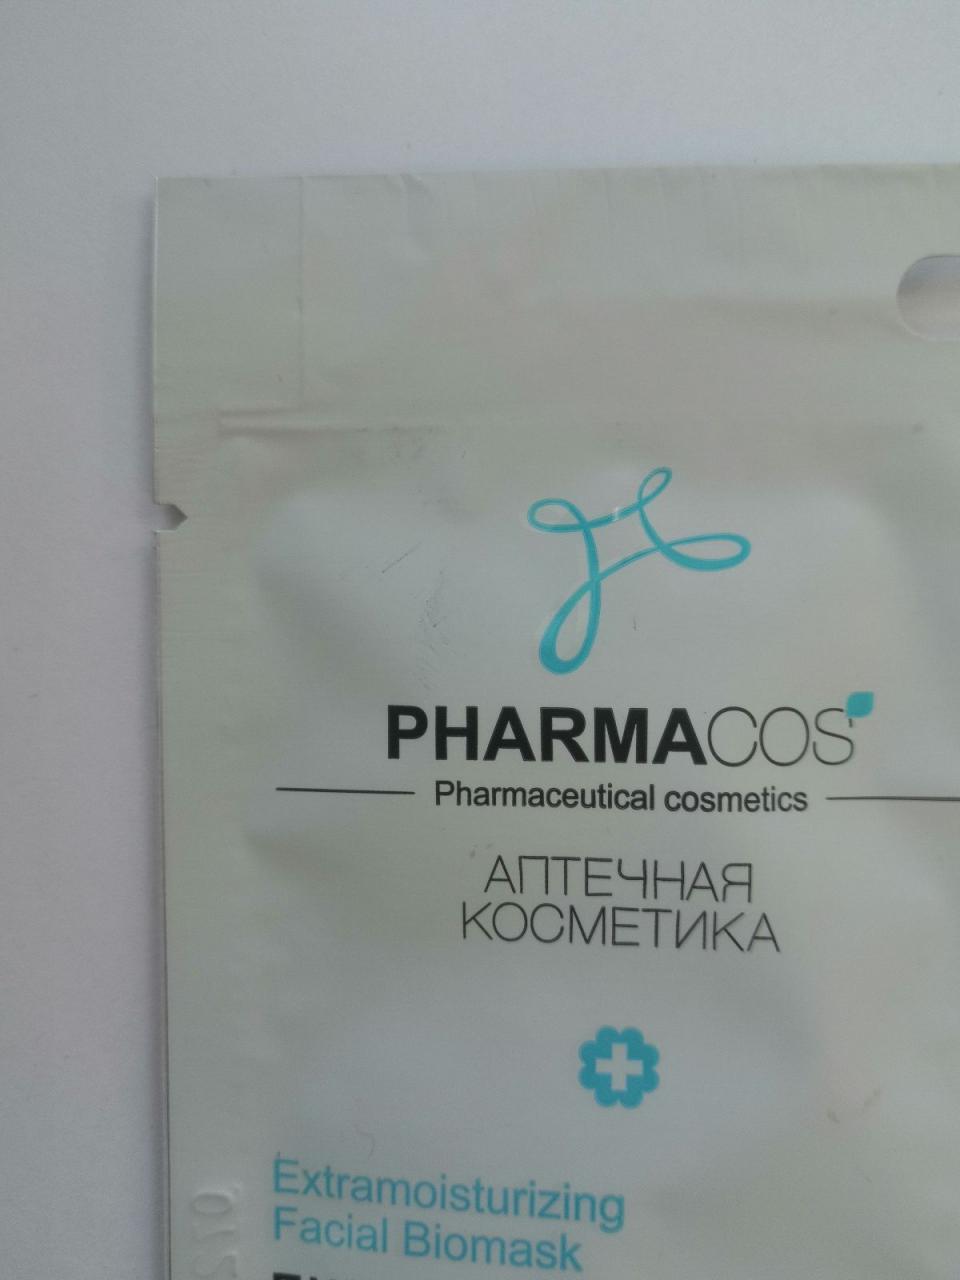 PHARMACOS
Pharmaceutical cosmetics
АПТЕЧНАЯ
КОСМЕТИКА
Extramoisturizing
Facial Biomask